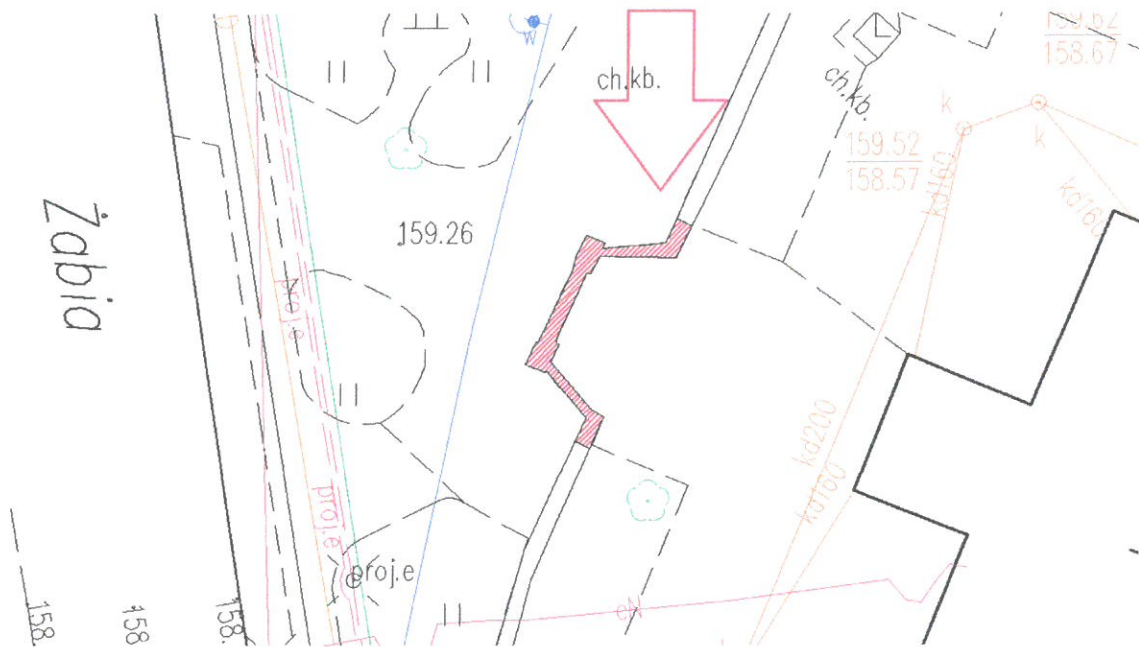 159.62
158.67
W
ch.kb.
ch.kb.
k
k
159.52
158.57
kd160
kd160
Żabia
159.26
proj.e
kd200
kd160
proj.e
proj.e
eN
158.
158
158.